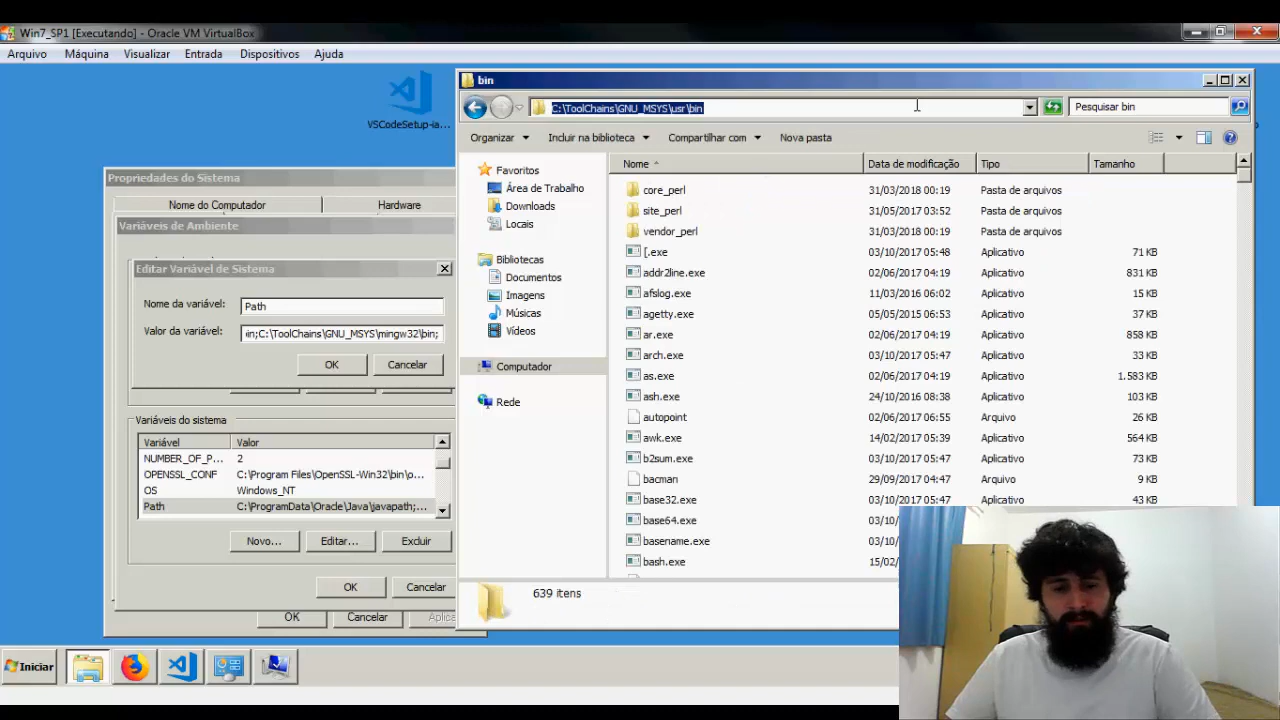 Win7_SP1 [Executando] - Oracle VM VirtualBox
Arquivo Máquina Visualizar Entrada Dispositivos Ajuda
VSCodeSetup-ia...
Propriedades do Sistema
Nome do Computador Hardware
Variáveis de Ambiente
Editar Variável de Sistema
Nome da variável: Path
Valor da variável: in;C:\ToolChains\GNU_MSYS\mingw32\bin;
OK Cancelar
Variáveis do sistema
Variável Valor
NUMBER_OF_P... 2
OPENSSL_CONF C:\Program Files\OpenSSL-Win32\bin\o...
OS Windows_NT
Path C:\ProgramData\Oracle\Java\javapath;...
Novo... Editar... Excluir
OK Cancelar
OK Cancelar Aplica
bin
C:\ToolChains\GNU_MSYS\usr\bin Pesquisar bin
Organizar Incluir na biblioteca Compartilhar com Nova pasta
Favoritos
Área de Trabalho
Downloads
Locais
Bibliotecas
Documentos
Imagens
Músicas
Vídeos
Computador
Rede
Nome Data de modificação Tipo Tamanho
core_perl 31/03/2018 00:19 Pasta de arquivos
site_perl 31/05/2017 03:52 Pasta de arquivos
vendor_perl 31/03/2018 00:19 Pasta de arquivos
[.exe 03/10/2017 05:48 Aplicativo 71 KB
addr2line.exe 02/06/2017 04:19 Aplicativo 831 KB
afslog.exe 11/03/2016 06:02 Aplicativo 15 KB
agetty.exe 05/05/2015 06:53 Aplicativo 37 KB
ar.exe 02/06/2017 04:19 Aplicativo 858 KB
arch.exe 03/10/2017 05:47 Aplicativo 33 KB
as.exe 02/06/2017 04:19 Aplicativo 1.583 KB
ash.exe 24/10/2016 08:38 Aplicativo 103 KB
autopoint 02/06/2017 06:55 Arquivo 26 KB
awk.exe 14/02/2017 05:39 Aplicativo 564 KB
b2sum.exe 03/10/2017 05:47 Aplicativo 73 KB
bacman 29/09/2017 04:47 Arquivo 9 KB
base32.exe 03/10/2017 05:47 Aplicativo 43 KB
base64.exe 03/10
basename.exe 03/10
bash.exe 15/02
639 itens
Iniciar